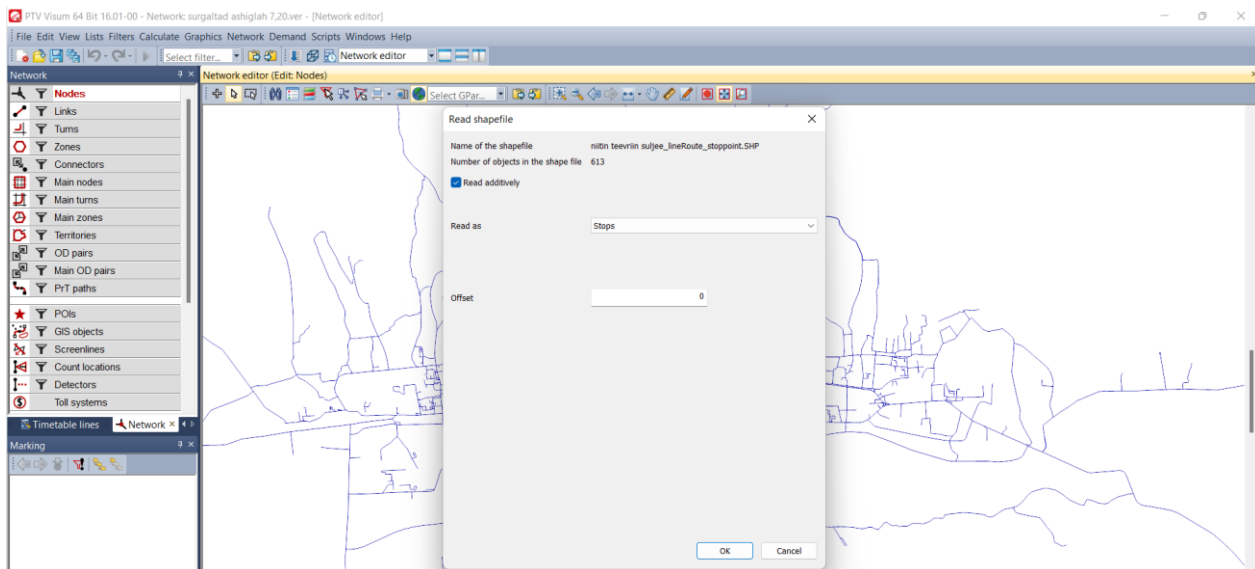 PTV Visum 64 Bit 16.01-00 - Network: surgaltad ashiglah 7,20.ver - [Network editor]
File Edit View Lists Filters Calculate Graphics Network Demand Scripts Windows Help
Select filter... Network editor
Network
Network editor (Edit: Nodes)
Select GPar...
Nodes
Links
Turns
Zones
Connectors
Main nodes
Main turns
Main zones
Territories
OD pairs
Main OD pairs
PrT paths
POIs
GIS objects
Screenlines
Count locations
Detectors
Toll systems
Timetable lines Network
Marking
Read shapefile
Name of the shapefile niitin teevriin suljee_lineRoute_stoppoint.SHP
Number of objects in the shape file 613
Read additively
Read as Stops
Offset 0
OK Cancel